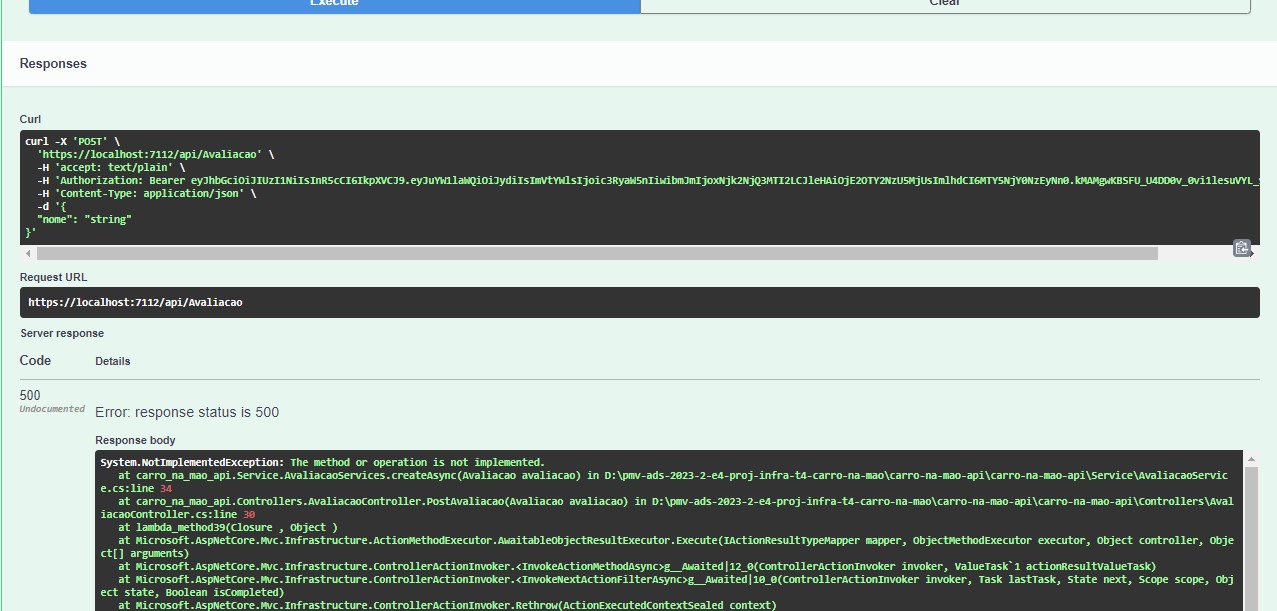 Execute
Clear
Responses
Curl
curl -X 'POST' \
'https://localhost:7112/api/Avaliacao' \
-H 'accept: text/plain' \
-H 'Authorization: Bearer
-H 'Content-Type: application/json' \
-d '{
"nome": "string"
}'
Request URL
https://localhost:7112/api/Avaliacao
Server response
Code
Details
500
Undocumented
Error: response status is 500
Response body
System.NotImplementedException: The method or operation is not implemented.
at carro_na_mao_api.Service.AvaliacaoServices.createAsync(Avaliacao avaliacao) in D:\pmv-ads-2023-2-e4-proj-infra-t4-carro-na-mao\carro-na-mao-api\carro-na-mao-api\Service\AvaliacaoServic
e.cs:line 34
at carro_na_mao_api.Controllers.AvaliacaoController.PostAvaliacao(Avaliacao avaliacao) in D:\pmv-ads-2023-2-e4-proj-infra-t4-carro-na-mao\carro-na-mao-api\carro-na-mao-api\Controllers\Aval
iacaoController.cs:line 30
at lambda_method39(Closure , Object )
at Microsoft.AspNetCore.Mvc.Infrastructure.ActionMethodExecutor.AwaitableObjectResultExecutor.Execute(IActionResultTypeMapper mapper, ObjectMethodExecutor executor, Object controller, Obje
ct[] arguments)
at Microsoft.AspNetCore.Mvc.Infrastructure.ControllerActionInvoker.<InvokeActionMethodAsync>g__Awaited|12_0(ControllerActionInvoker invoker, ValueTask`1 actionResultValueTask)
at Microsoft.AspNetCore.Mvc.Infrastructure.ControllerActionInvoker.<InvokeNextActionFilterAsync>g__Awaited|10_0(ControllerActionInvoker invoker, Task lastTask, State next, Scope scope, Obj
ect state, Boolean isCompleted)
at Microsoft.AspNetCore.Mvc.Infrastructure.ControllerActionInvoker.Rethrow(ActionExecutedContextSealed context)